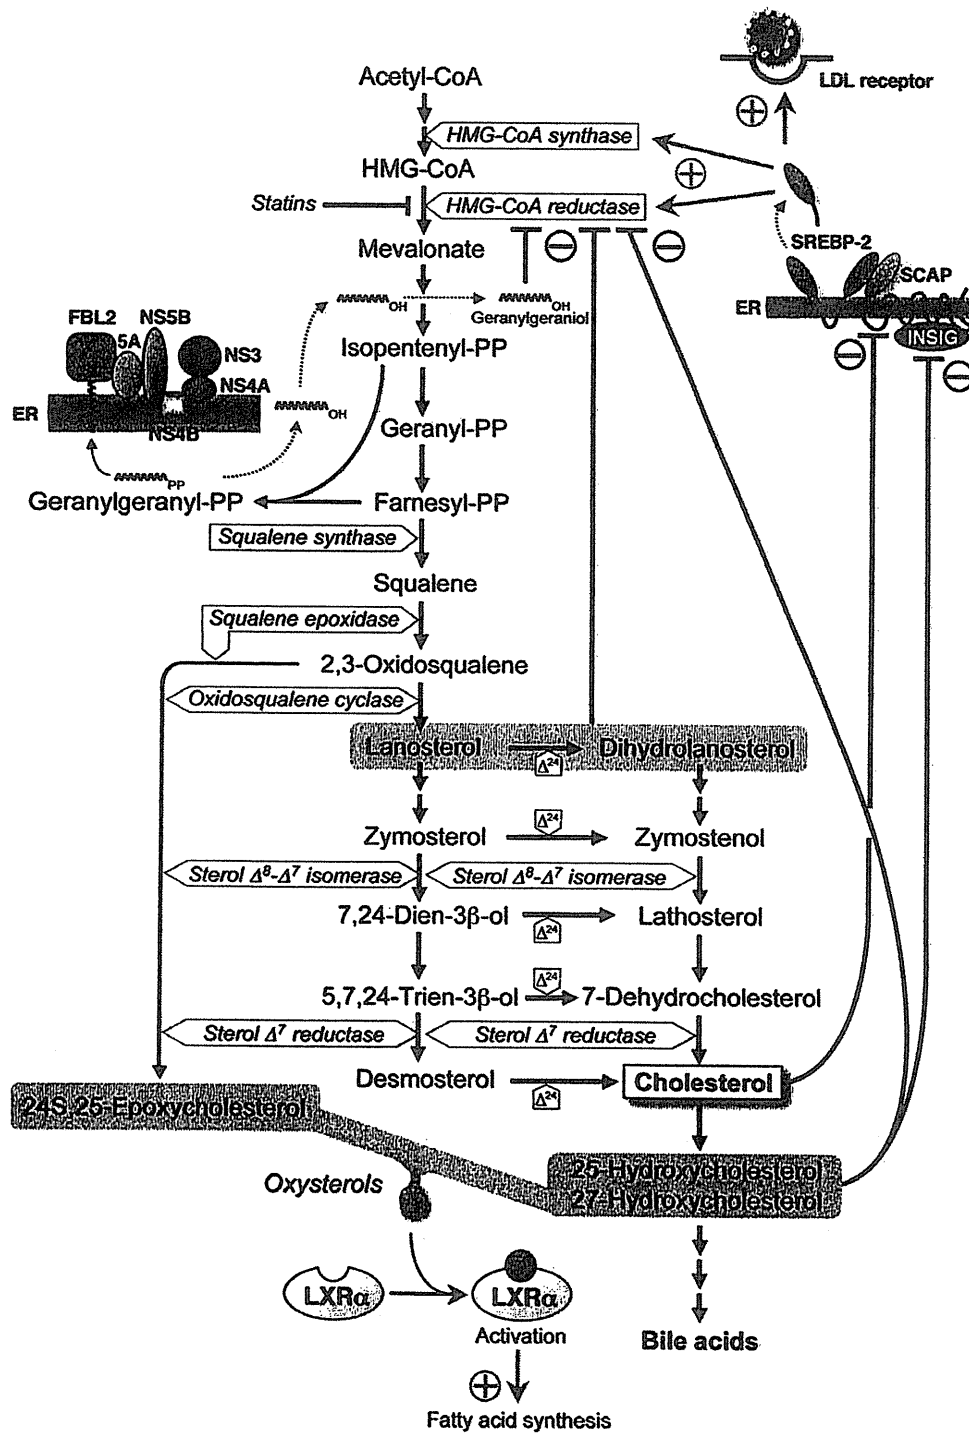 Acetyl-CoA
LDL receptor
HMG-CoA synthase
HMG-CoA
Statins
HMG-CoA reductase
Mevalonate
SREBP-2
SCAP
ER
INSIG
OH
OH
Geranylgeraniol
FBL2
NS5B
5A
NS3
NS4A
ER
NS4B
OH
Isopentenyl-PP
Geranyl-PP
PP
Geranylgeranyl-PP
Farnesyl-PP
Squalene synthase
Squalene
Squalene epoxidase
2,3-Oxidosqualene
Oxidosqualene cyclase
Lanosterol
Dihydrolanosterol
Δ24
Zymosterol
Δ24
Zymostenol
Sterol Δ8-Δ7 isomerase
Sterol Δ8-Δ7 isomerase
7,24-Dien-3β-ol
Δ24
Lathosterol
5,7,24-Trien-3β-ol
Δ24
7-Dehydrocholesterol
Sterol Δ7 reductase
Sterol Δ7 reductase
Desmosterol
Δ24
Cholesterol
24S,25-Epoxycholesterol
Oxysterols
25-Hydroxycholesterol
27-Hydroxycholesterol
LXRα
LXRα
Activation
Bile acids
Fatty acid synthesis